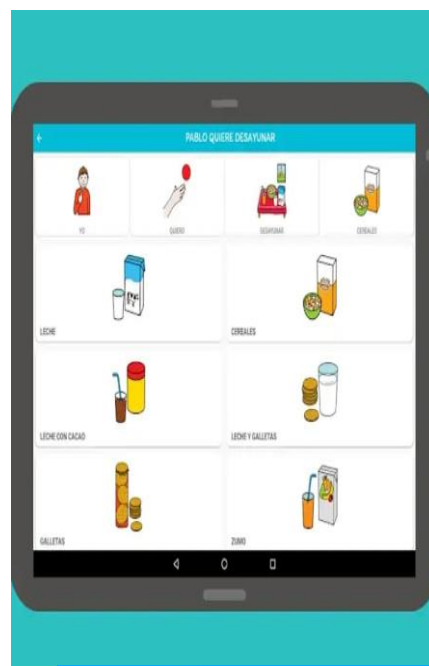 PABLO QUIERE DESAYUNAR
YO QUIERO DESAYUNAR CEREALES
LECHE CEREALES
LECHE CON CACAO LECHE Y GALLETAS
GALLETAS ZUMO